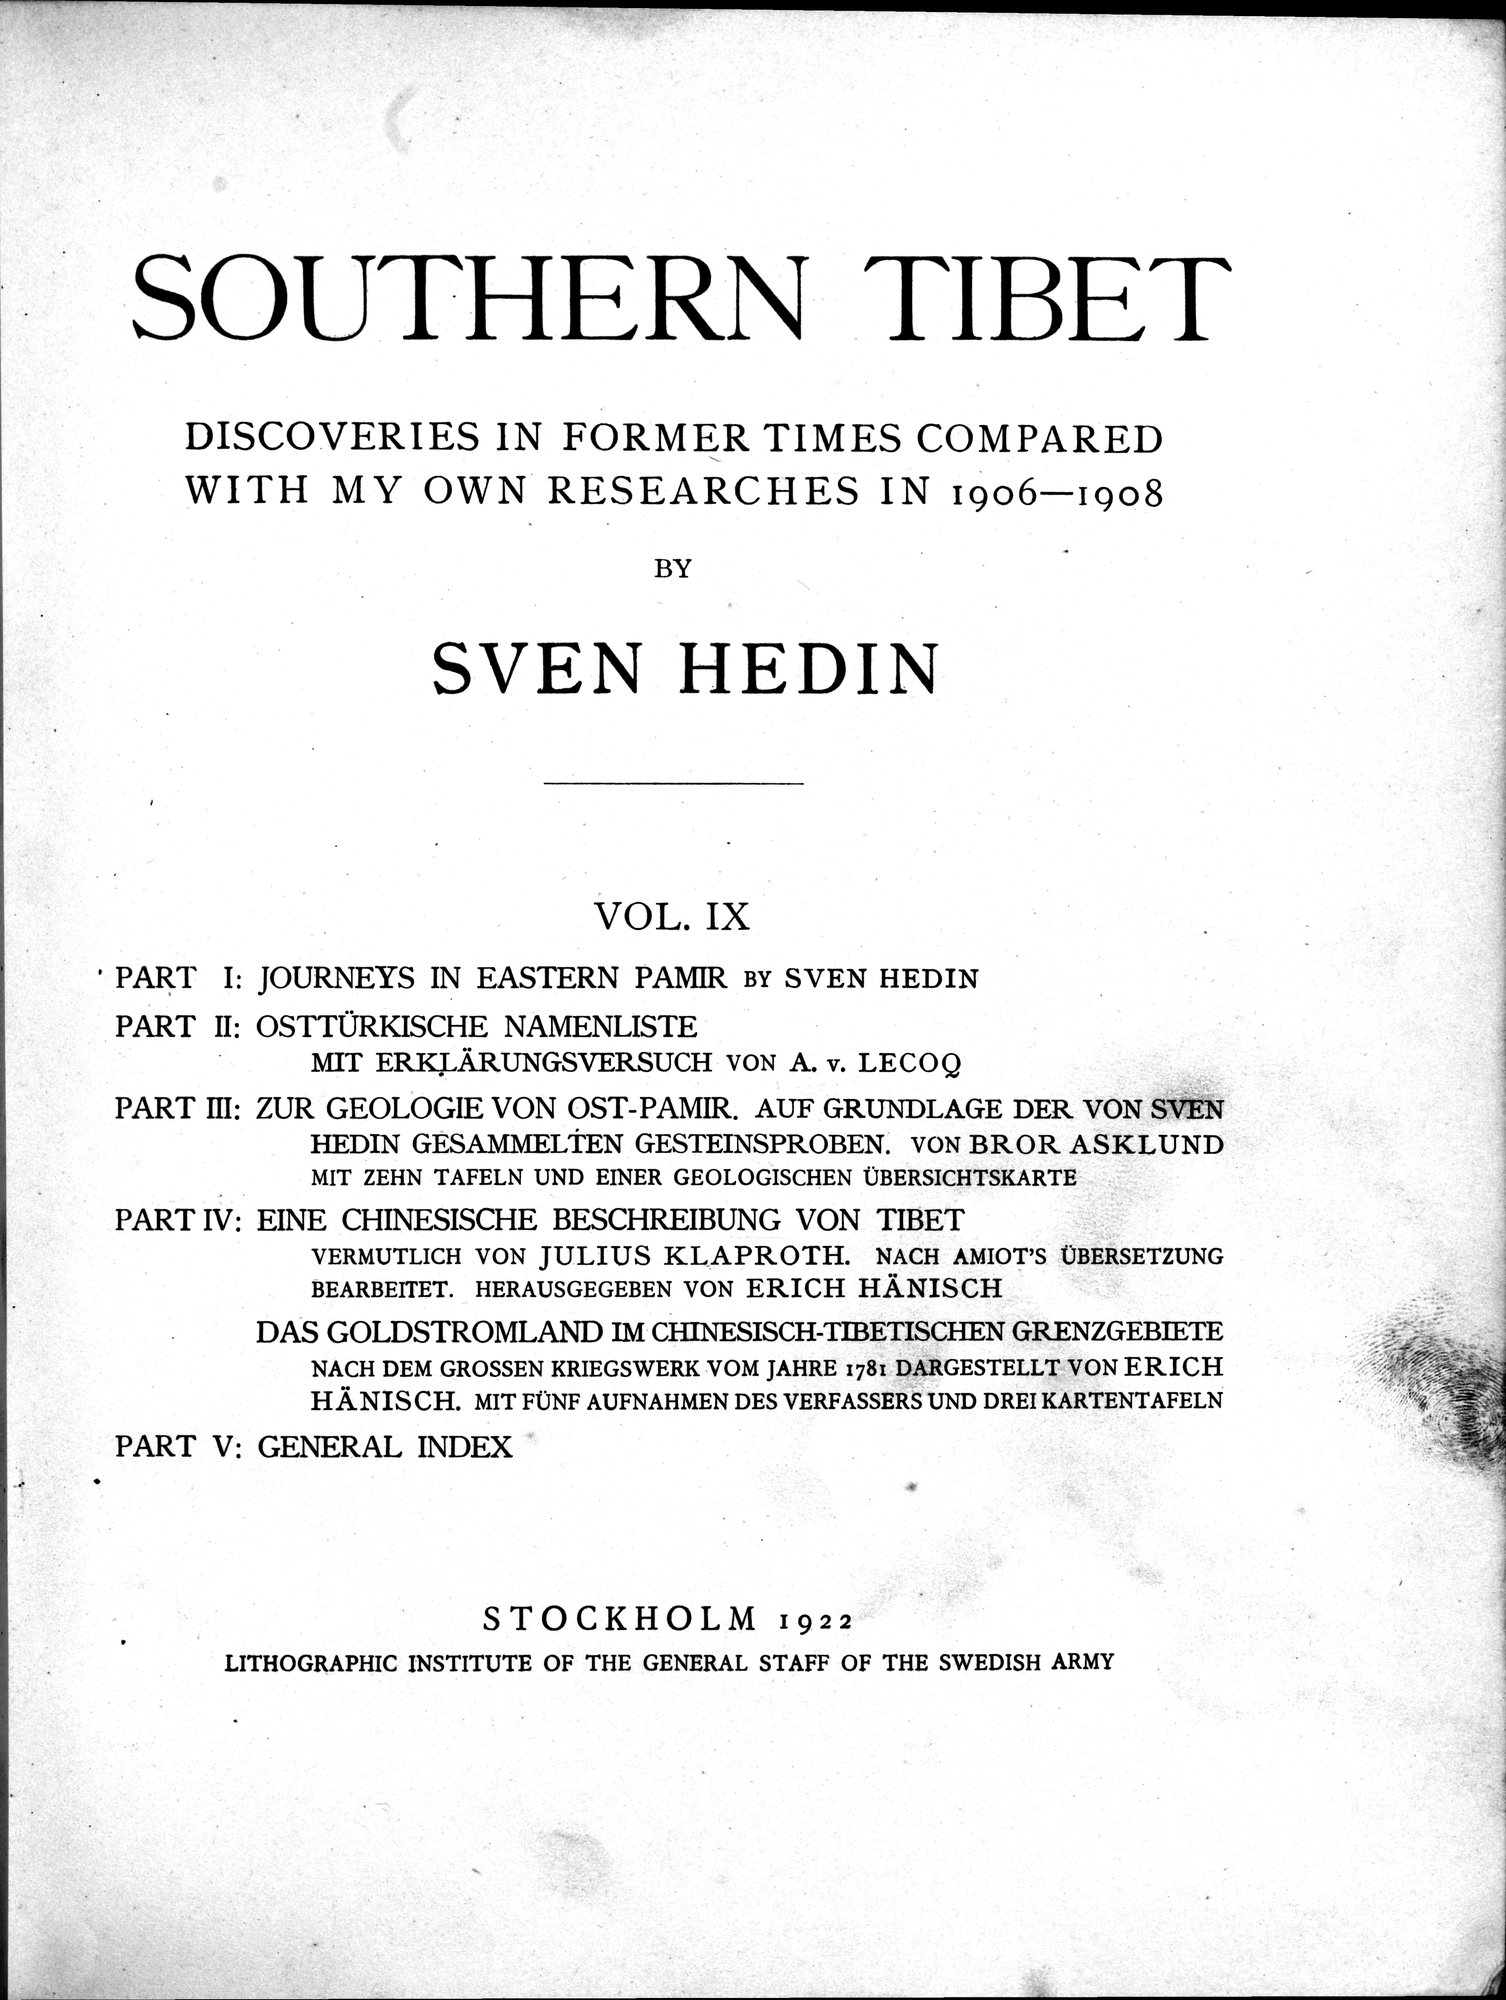 SOUTHERN TIBET
DISCOVERIES IN FORMER TIMES COMPARED
WITH MY OWN RESEARCHES IN 1906—1908
BY
SVEN HEDIN
VOL. IX
PART I: JOURNEYS IN EASTERN PAMIR BY SVEN HEDIN
PART II: OSTTÜRKISCHE NAMENLISTE
MIT ERKLÄRUNGSVERSUCH VON A. v. LECOQ
PART III: ZUR GEOLOGIE VON OST-PAMIR. AUF GRUNDLAGE DER VON SVEN
HEDIN GESAMMELTEN GESTEINSPROBEN. VON BROR ASKLUND
MIT ZEHN TAFELN UND EINER GEOLOGISCHEN ÜBERSICHTSKARTE
PART IV: EINE CHINESISCHE BESCHREIBUNG VON TIBET
VERMUTLICH VON JULIUS KLAPROTH. NACH AMIOT'S ÜBERSETZUNG
BEARBEITET. HERAUSGEGEBEN VON ERICH HÄNISCH
DAS GOLDSTROMLAND IM CHINESISCH-TIBETISCHEN GRENZGEBIETE
NACH DEM GROSSEN KRIEGSWERK VOM JAHRE 1781 DARGESTELLT VON ERICH
HÄNISCH. MIT FÜNF AUFNAHMEN DES VERFASSERS UND DREI KARTENTAFELN
PART V: GENERAL INDEX
STOCKHOLM 1922
LITHOGRAPHIC INSTITUTE OF THE GENERAL STAFF OF THE SWEDISH ARMY